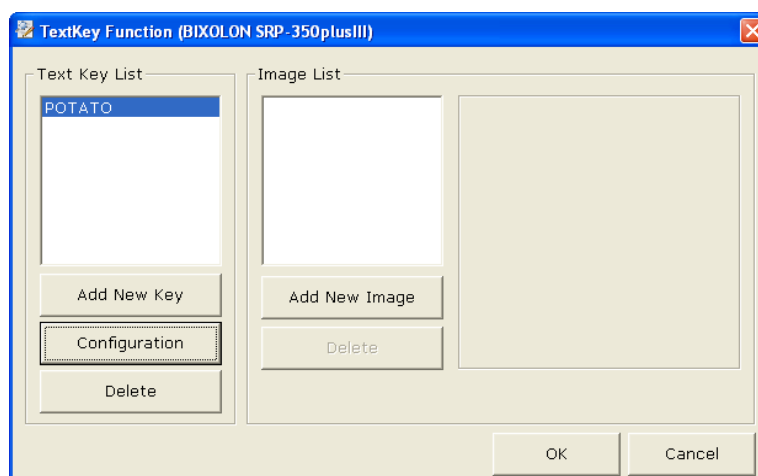 TextKey Function (BIXOLON SRP-350plusIII)
Text Key List
POTATO
Add New Key
Configuration
Delete
Image List
Add New Image
Delete
OK
Cancel